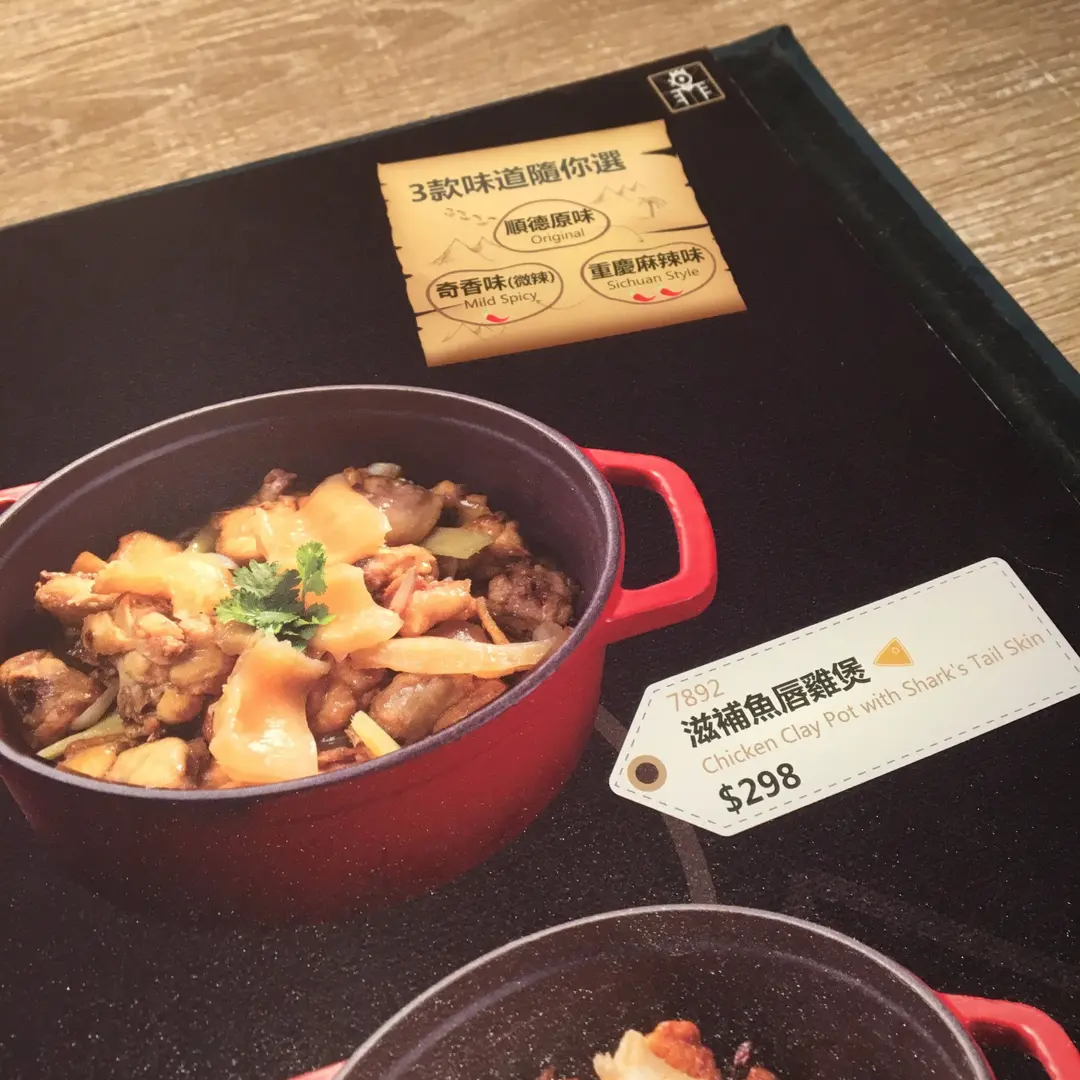 3款味道隨你選
順德原味
Original
奇香味(微辣)
Mild Spicy
重慶麻辣味
Sichuan Style
7892
滋補魚唇雞煲
Chicken Clay Pot with Shark's Tail Skin
$298